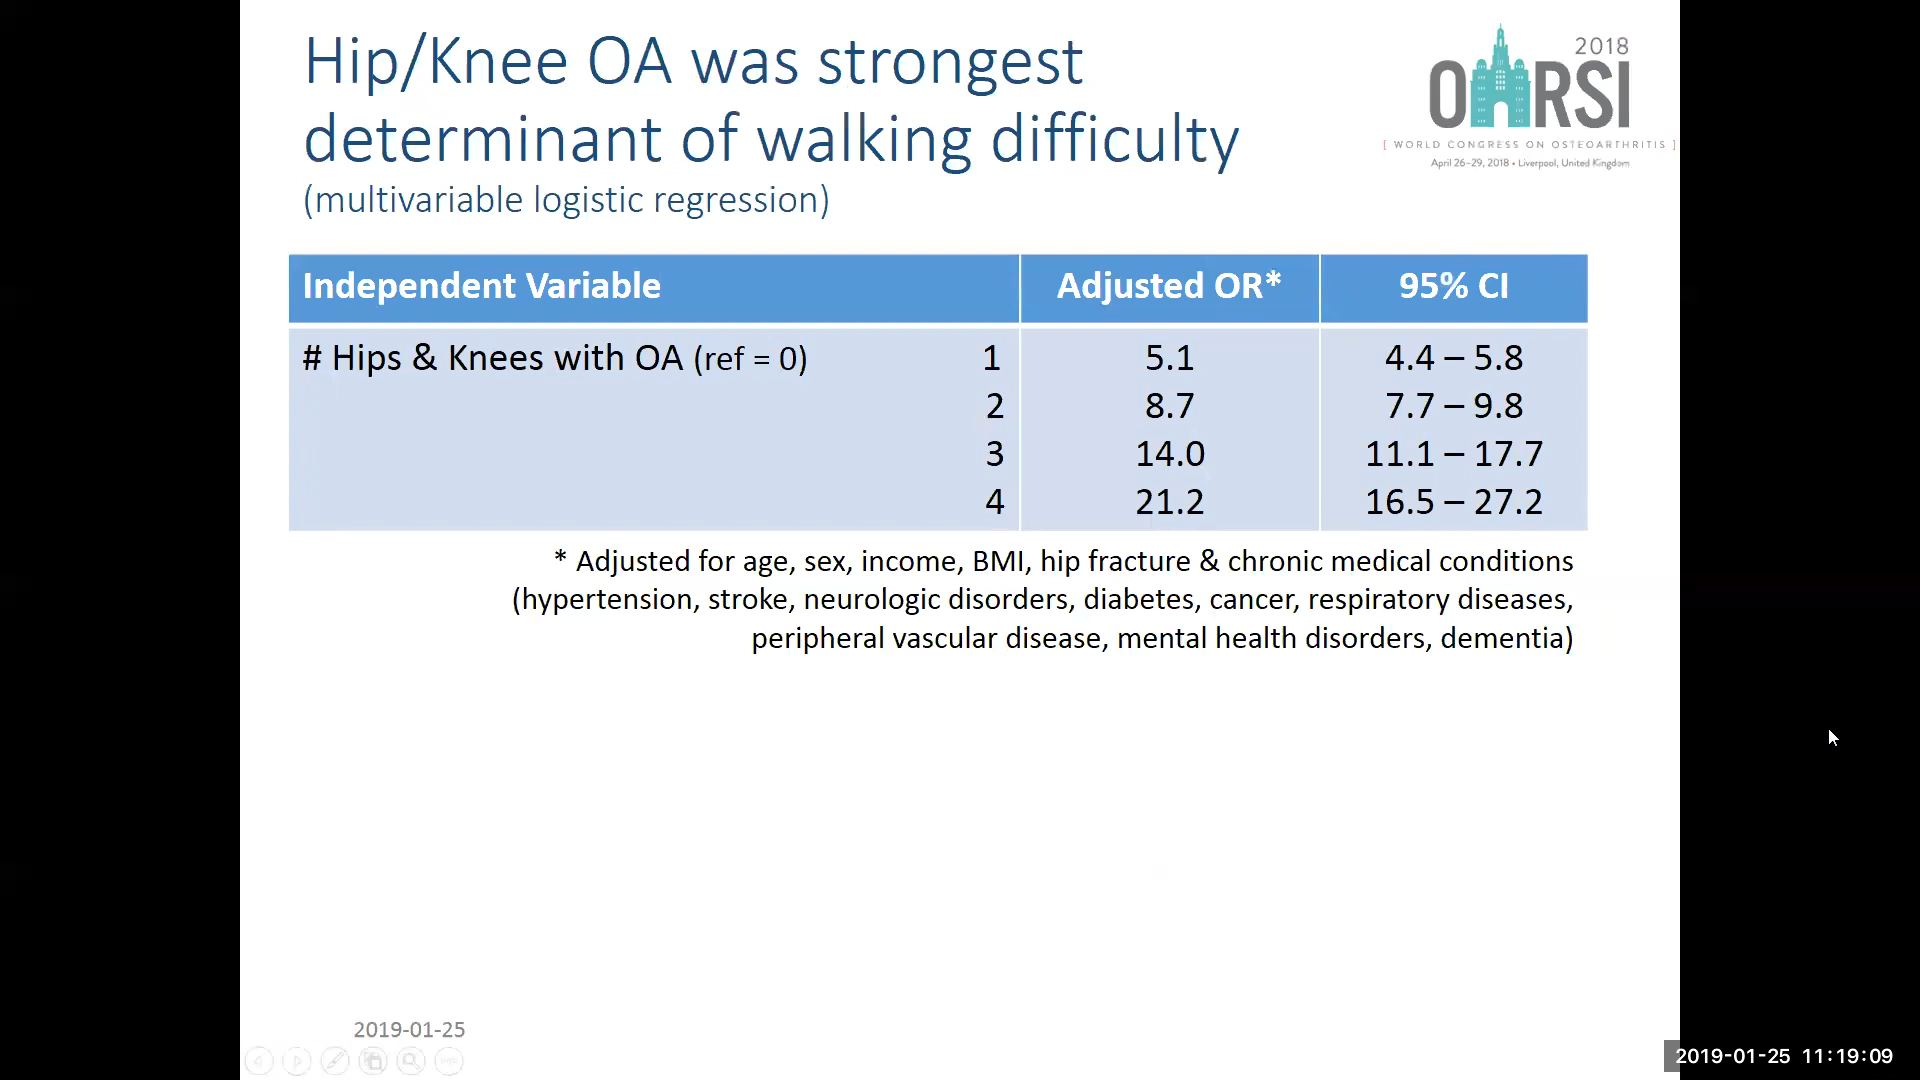 Hip/Knee OA was strongest
determinant of walking difficulty
(multivariable logistic regression)
2018
OARSI
[ WORLD CONGRESS ON OSTEOARTHRITIS ]
April 26–29, 2018 • Liverpool, United Kingdom
Independent Variable Adjusted OR* 95% CI
# Hips & Knees with OA (ref = 0) 1 5.1 4.4 – 5.8
2 8.7 7.7 – 9.8
3 14.0 11.1 – 17.7
4 21.2 16.5 – 27.2
* Adjusted for age, sex, income, BMI, hip fracture & chronic medical conditions
(hypertension, stroke, neurologic disorders, diabetes, cancer, respiratory diseases,
peripheral vascular disease, mental health disorders, dementia)
2019-01-25
2019-01-25 11:19:09